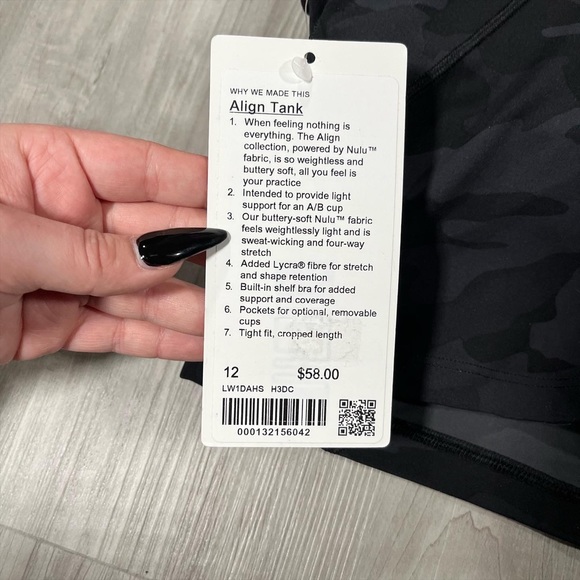 WHY WE MADE THIS
Align Tank
1. When feeling nothing is
everything. The Align
collection, powered by Nulu™
fabric, is so weightless and
buttery soft, all you feel is
your practice
2. Intended to provide light
support for an A/B cup
3. Our buttery-soft Nulu™ fabric
feels weightlessly light and is
sweat-wicking and four-way
stretch
4. Added Lycra® fibre for stretch
and shape retention
5. Built-in shelf bra for added
support and coverage
6. Pockets for optional, removable
cups
7. Tight fit, cropped length
12 $58.00
LW1DAHS H3DC
000132156042